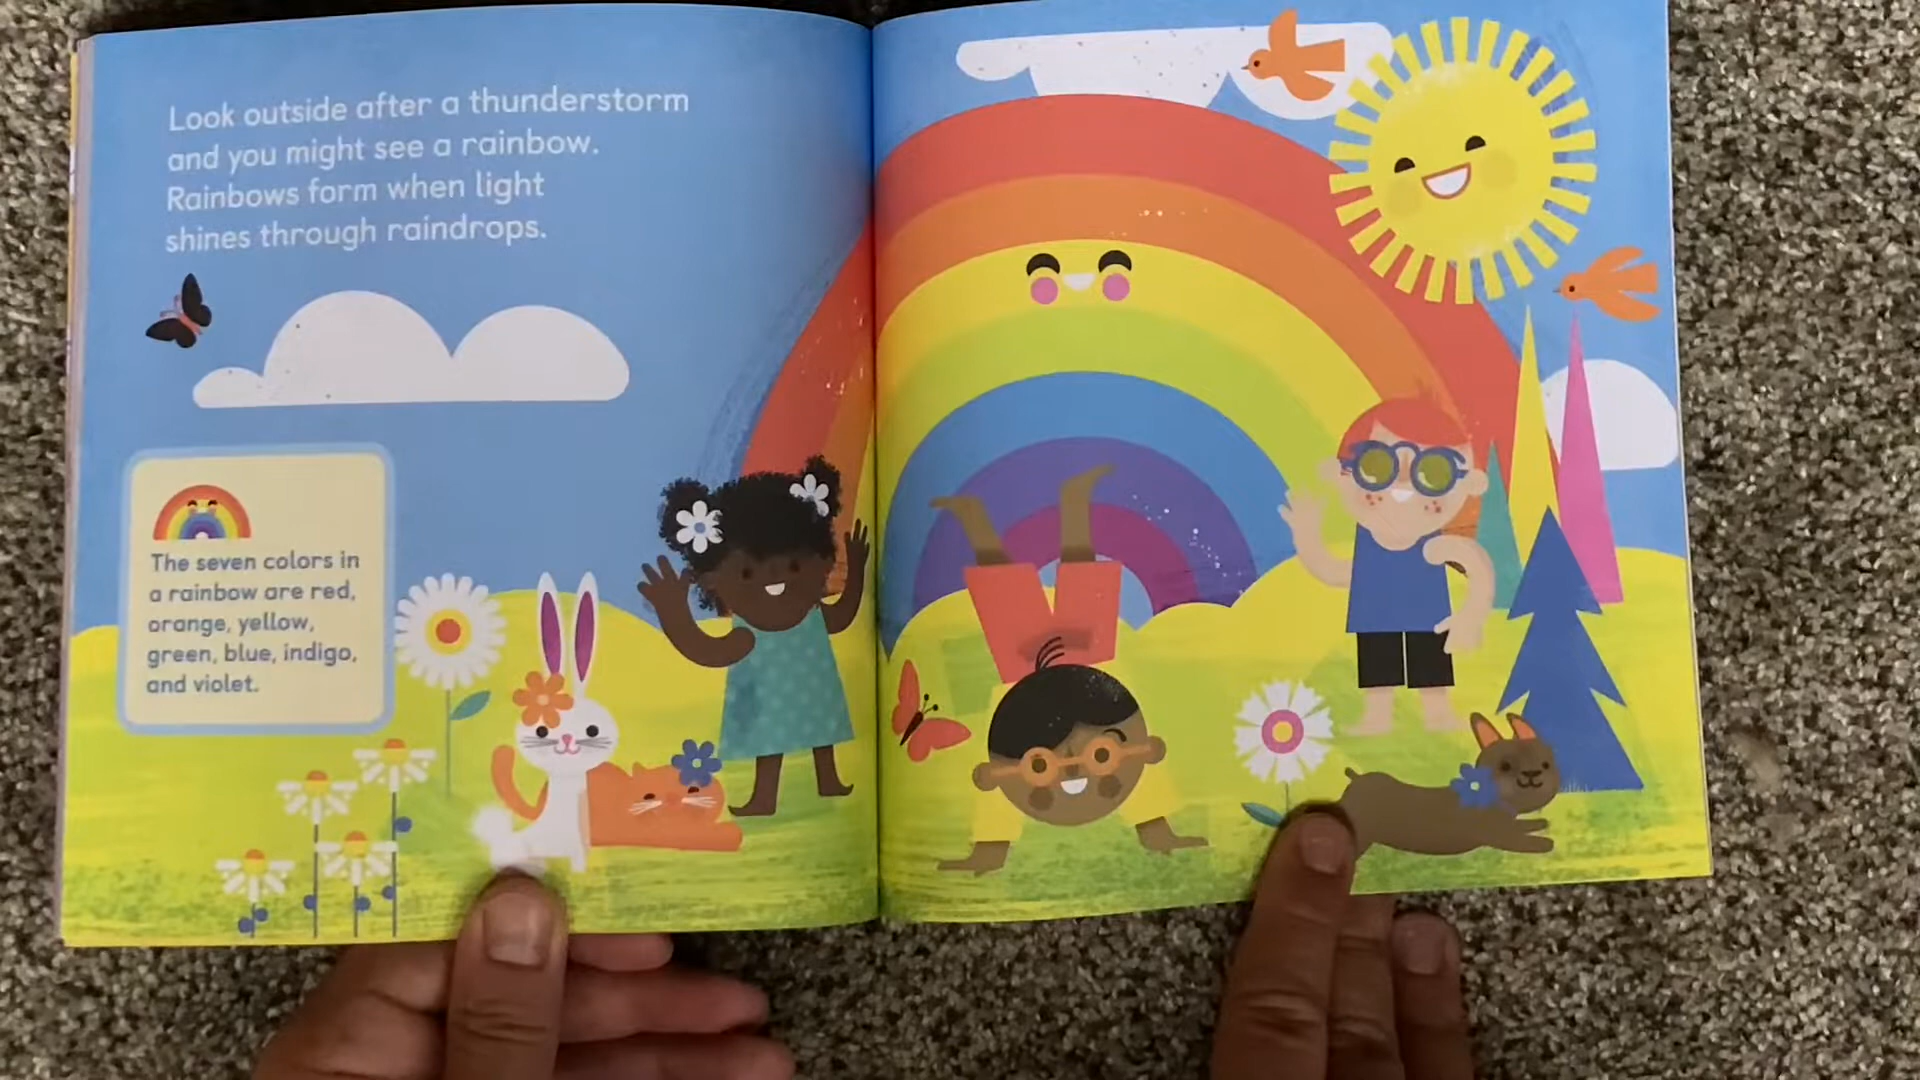 Look outside after a thunderstorm
and you might see a rainbow.
Rainbows form when light
shines through raindrops.
The seven colors in
a rainbow are red,
orange, yellow,
green, blue, indigo,
and violet.